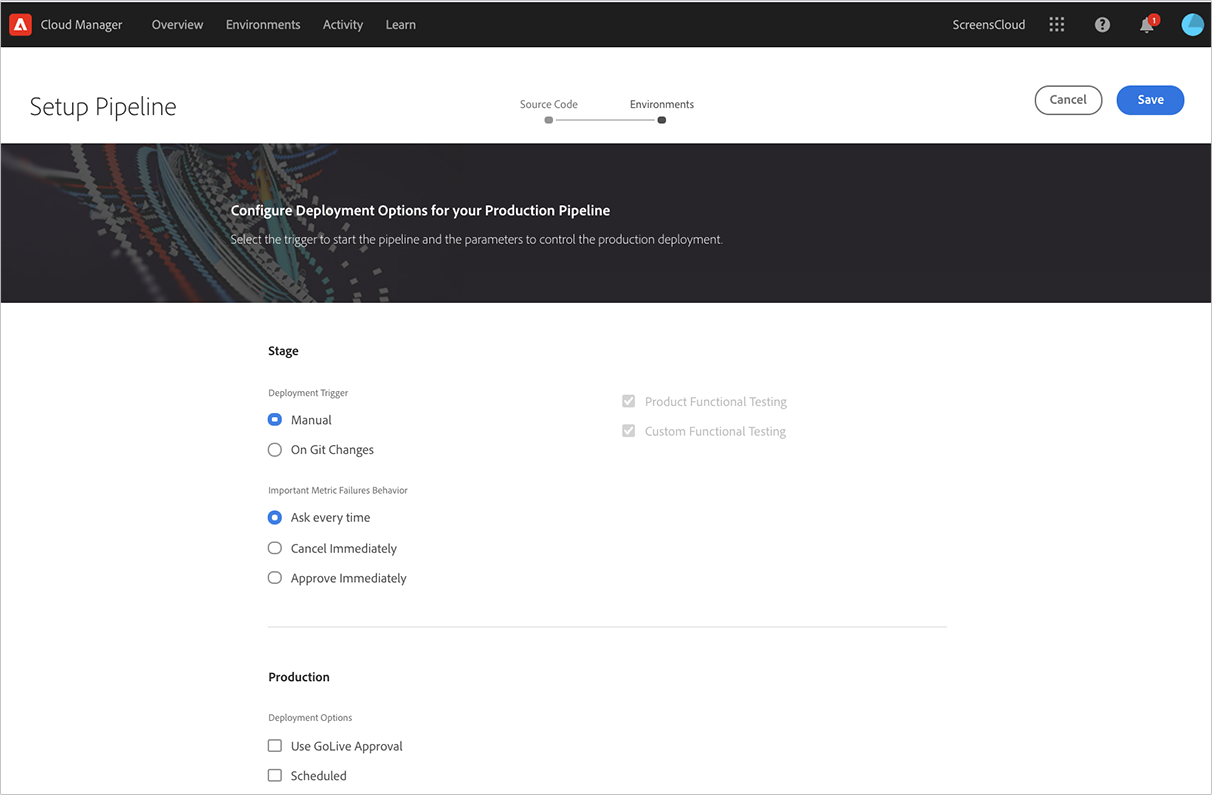 Cloud Manager Overview Environments Activity Learn ScreensCloud 1
Setup Pipeline
Source Code Environments
Cancel Save
Configure Deployment Options for your Production Pipeline
Select the trigger to start the pipeline and the parameters to control the production deployment.
Stage
Deployment Trigger
Manual
On Git Changes
Product Functional Testing
Custom Functional Testing
Important Metric Failures Behavior
Ask every time
Cancel Immediately
Approve Immediately
Production
Deployment Options
Use GoLive Approval
Scheduled